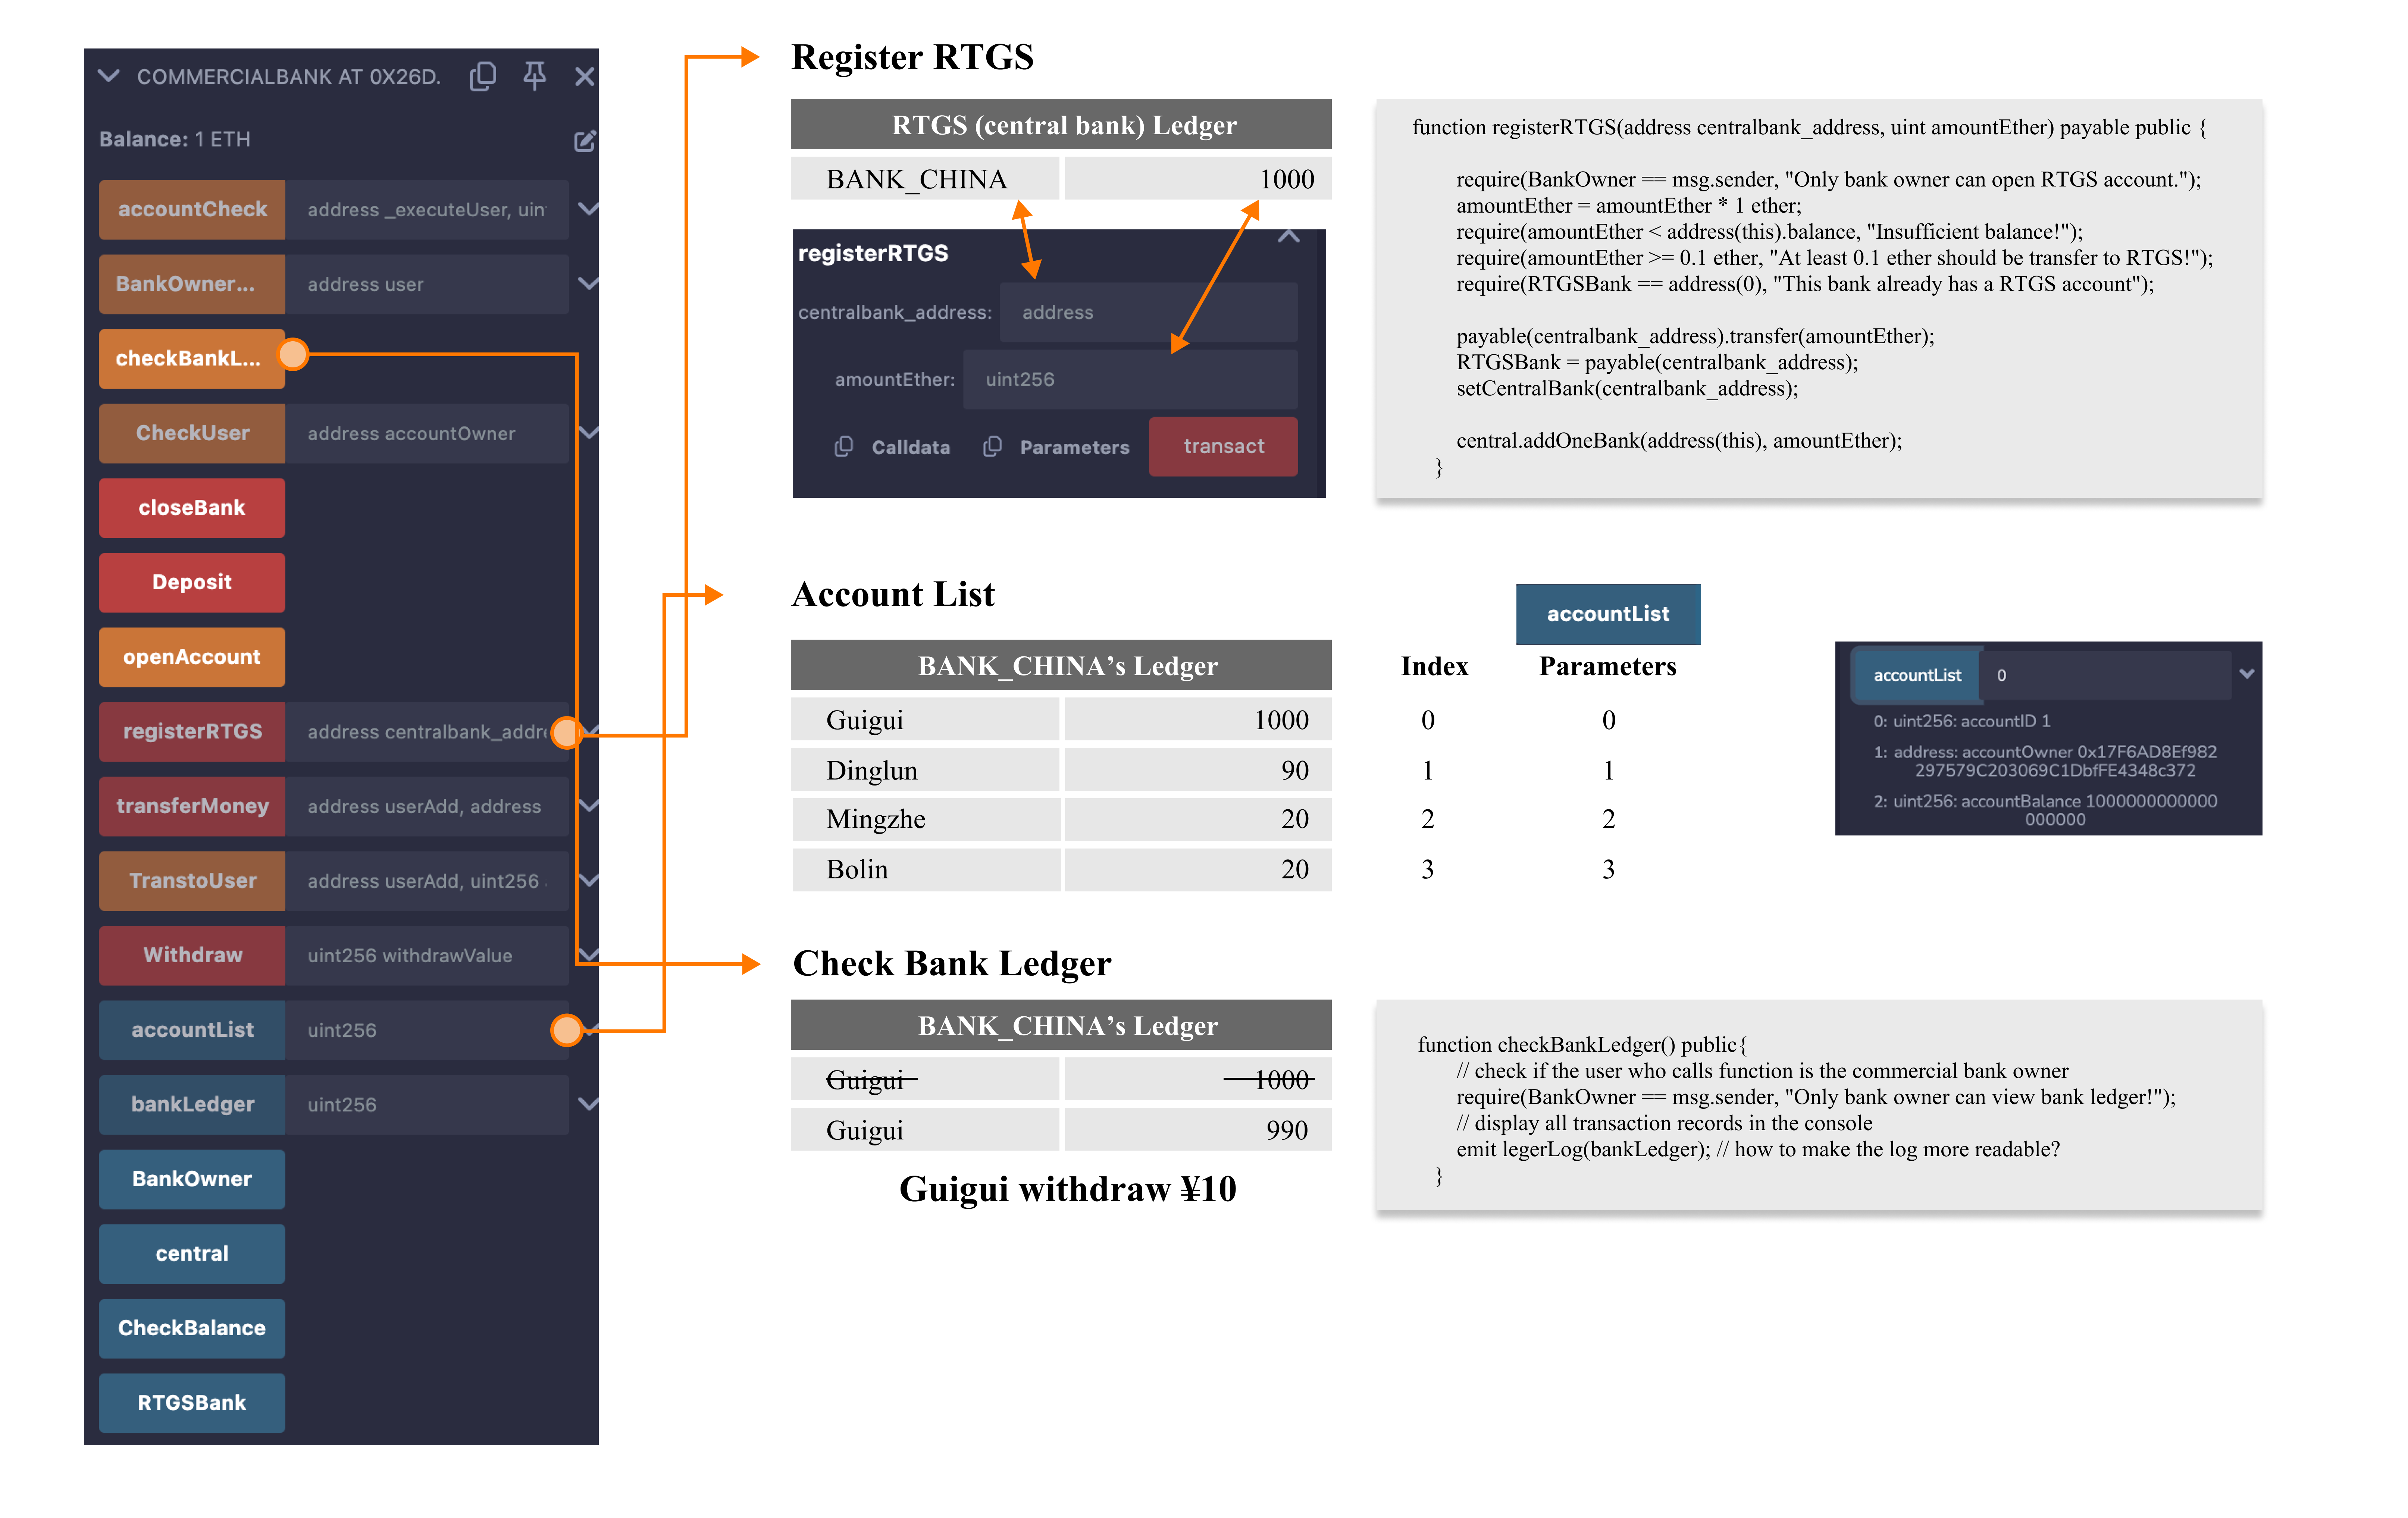 COMMERCIALBANK AT 0X26D.
Balance: 1 ETH
accountCheck address _executeUser, uin
BankOwner... address user
checkBankL...
CheckUser address accountOwner
closeBank
Deposit
openAccount
registerRTGS address centralbank_addre
transferMoney address userAdd, address
TranstoUser address userAdd, uint256
Withdraw uint256 withdrawValue
accountList uint256
bankLedger uint256
BankOwner
central
CheckBalance
RTGSBank
Register RTGS
RTGS (central bank) Ledger
BANK_CHINA 1000
registerRTGS
centralbank_address: address
amountEther: uint256
Calldata Parameters transact
function registerRTGS(address centralbank_address, uint amountEther) payable public {
require(BankOwner == msg.sender, "Only bank owner can open RTGS account.");
amountEther = amountEther * 1 ether;
require(amountEther < address(this).balance, "Insufficient balance!");
require(amountEther >= 0.1 ether, "At least 0.1 ether should be transfer to RTGS!");
require(RTGSBank == address(0), "This bank already has a RTGS account");
payable(centralbank_address).transfer(amountEther);
RTGSBank = payable(centralbank_address);
setCentralBank(centralbank_address);
central.addOneBank(address(this), amountEther);
}
Account List
BANK_CHINA's Ledger
Guigui 1000
Dinglun 90
Mingzhe 20
Bolin 20
accountList
Index Parameters
0 0
1 1
2 2
3 3
accountList 0
0: uint256: accountID 1
1: address: accountOwner 0x17F6AD8Ef982
297579C203069C1DbfFE4348c372
2: uint256: accountBalance 1000000000000
000000
Check Bank Ledger
BANK_CHINA's Ledger
Guigui 1000
Guigui 990
Guigui withdraw ¥10
function checkBankLedger() public{
// check if the user who calls function is the commercial bank owner
require(BankOwner == msg.sender, "Only bank owner can view bank ledger!");
// display all transaction records in the console
emit legerLog(bankLedger); // how to make the log more readable?
}